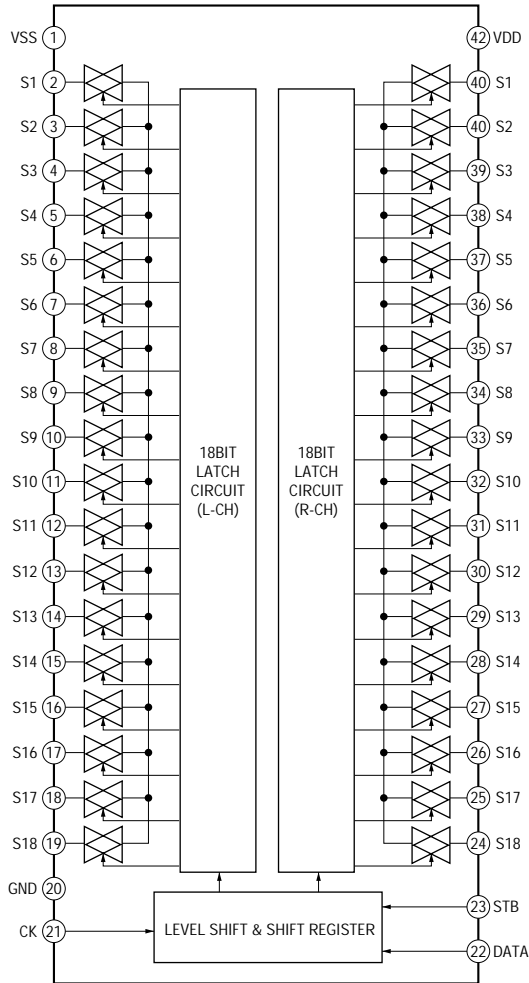 VSS 1
42 VDD
S1 2
40 S1
S2 3
40 S2
S3 4
39 S3
S4 5
38 S4
S5 6
37 S5
S6 7
36 S6
S7 8
35 S7
S8 9
34 S8
S9 10
33 S9
18BIT
LATCH
CIRCUIT
(L-CH)
18BIT
LATCH
CIRCUIT
(R-CH)
S10 11
32 S10
S11 12
31 S11
S12 13
30 S12
S13 14
29 S13
S14 15
28 S14
S15 16
27 S15
S16 17
26 S16
S17 18
25 S17
S18 19
24 S18
GND 20
23 STB
CK 21
LEVEL SHIFT & SHIFT REGISTER
22 DATA